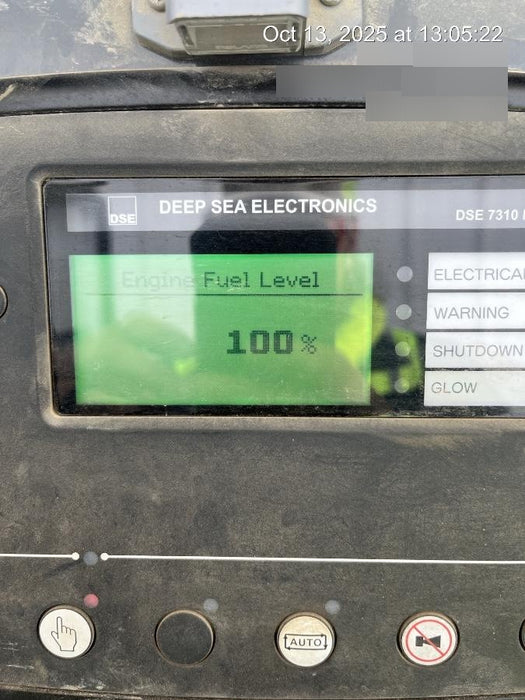 Oct 13, 2025 at 13:05:22
DSE
DEEP SEA ELECTRONICS
DSE 7310
Engine Fuel Level
100 %
ELECTRICAL
WARNING
SHUTDOWN
GLOW
AUTO